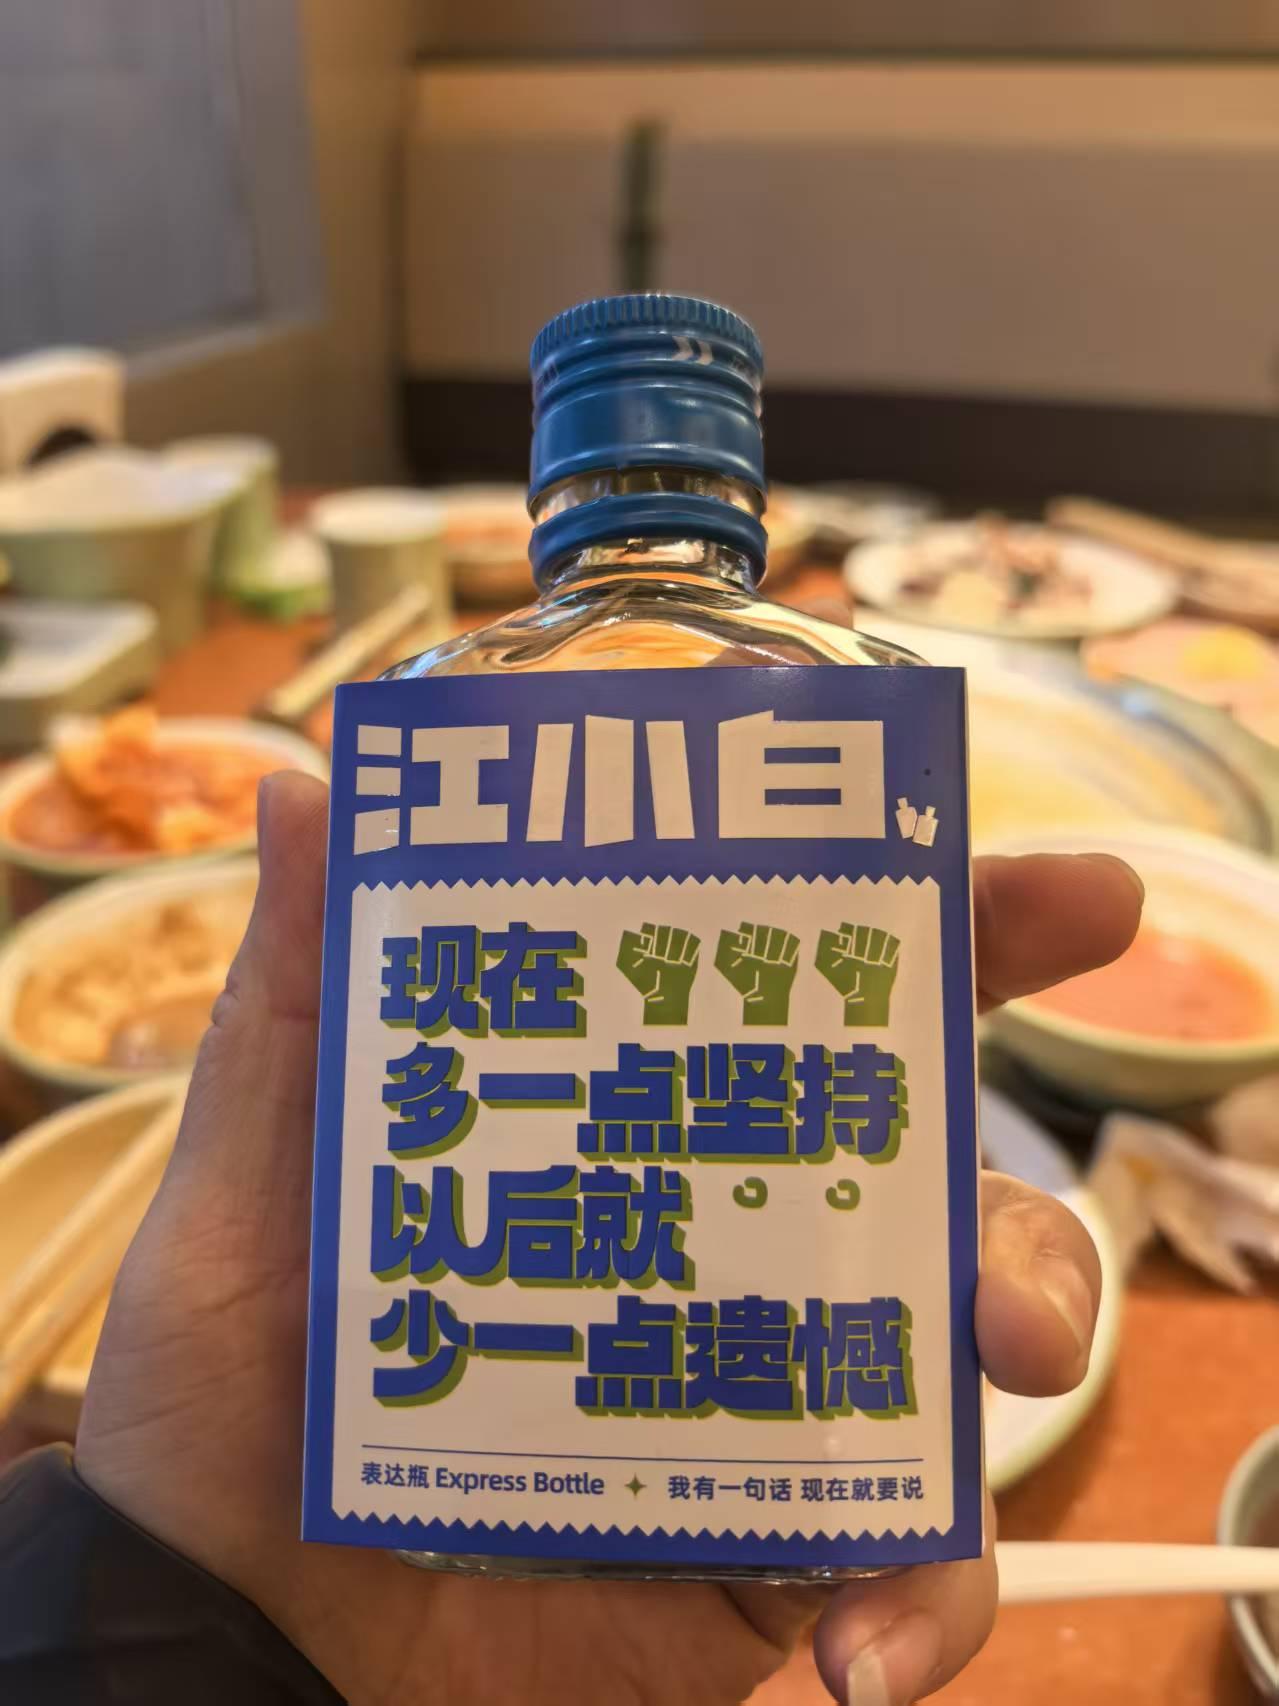 江小白
现在
多一点坚持
以后就
少一点遗憾
表达瓶 Express Bottle 我有一句话 现在就要说